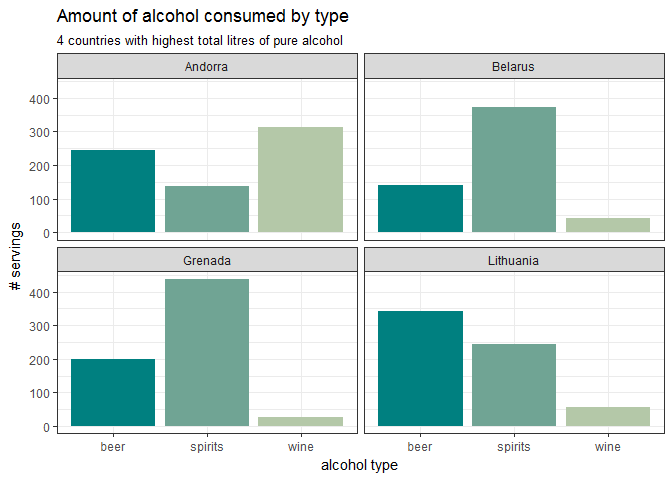 Amount of alcohol consumed by type
4 countries with highest total litres of pure alcohol
Andorra
Belarus
400
300
200
100
0
# servings
Grenada
Lithuania
400
300
200
100
0
beer
spirits
wine
beer
spirits
wine
alcohol type